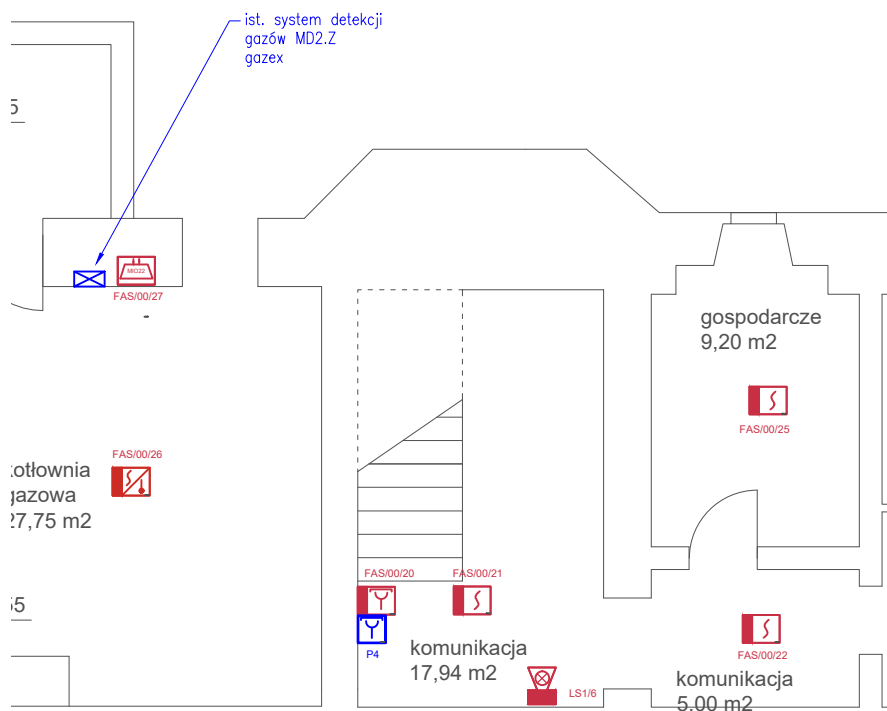 ist. system detekcji
gazów MD2.Z
gazex
5
MIO22
FAS/00/27
gospodarcze
9,20 m2
FAS/00/25
FAS/00/26
kotłownia
gazowa
27,75 m2
FAS/00/20
FAS/00/21
55
P4
komunikacja
17,94 m2
LS1/6
FAS/00/22
komunikacja
5,00 m2